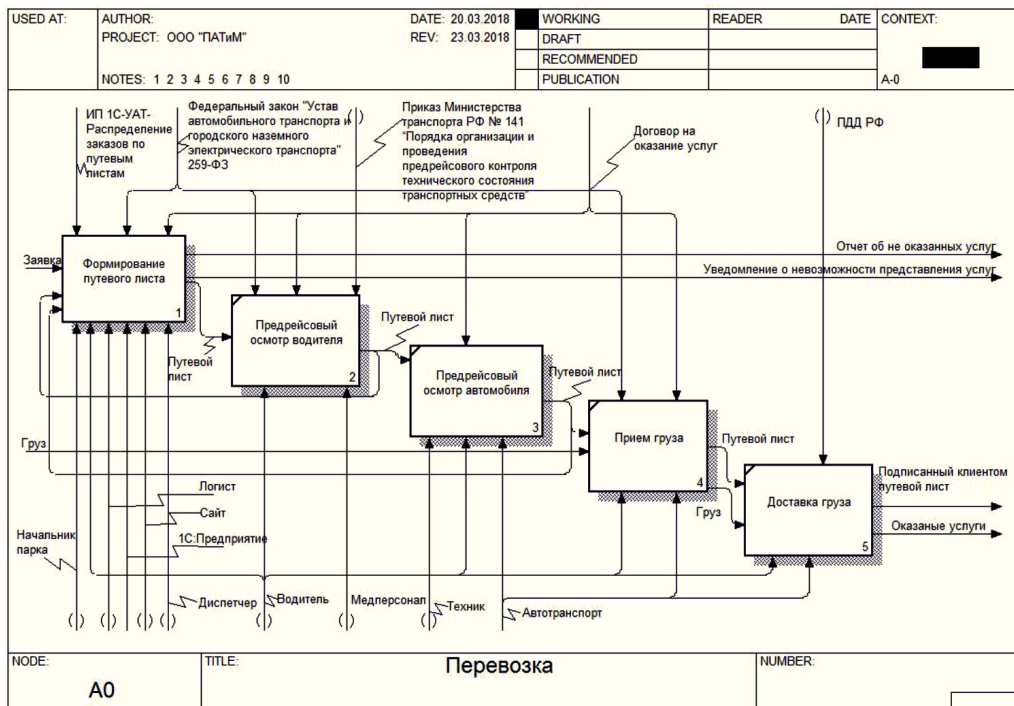 USED AT:
AUTHOR:
DATE: 20.03.2018
WORKING
READER
DATE
CONTEXT:
PROJECT: ООО "ПАТиМ"
REV: 23.03.2018
DRAFT
RECOMMENDED
NOTES: 1 2 3 4 5 6 7 8 9 10
PUBLICATION
A-0
ИП 1С-УАТ-
Распределение
заказов по
путевым
листам
Федеральный закон "Устав
автомобильного транспорта и
городского наземного
электрического транспорта"
259-ФЗ
Приказ Министерства
транспорта РФ № 141
"Порядка организации и
проведения
предрейсового контроля
технического состояния
транспортных средств"
Договор на
оказание услуг
ПДД РФ
Заявка
Формирование
путевого листа
1
Отчет об не оказанных услуг
Уведомление о невозможности представления услуг
Путевой
лист
Предрейсовый
осмотр водителя
2
Путевой лист
Предрейсовый
осмотр автомобиля
3
Путевой лист
Груз
Прием груза
4
Путевой лист
Груз
Доставка груза
5
Подписанный клиентом
путевой лист
Оказаные услуги
Логист
Сайт
1С:Предприятие
Начальник
парка
Диспетчер
Водитель
Медперсонал
Техник
Автотранспорт
NODE:
A0
TITLE:
Перевозка
NUMBER: